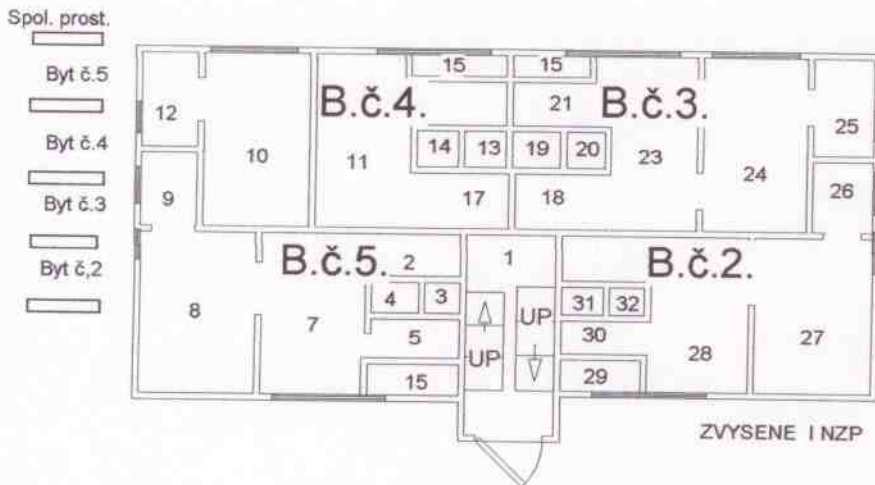 Spol. prost.
Byt č.5
Byt č.4
Byt č.3
Byt č,2
15 15
B.č.4. 21 B.č.3.
12 25
14 13 19 20
10 11 23 24
9 17 18 26
B.č.5. 2 1 B.č.2.
4 3 31 32
8 7 UP 27
5 30 28
UP
15 29
ZVYSENE I NZP